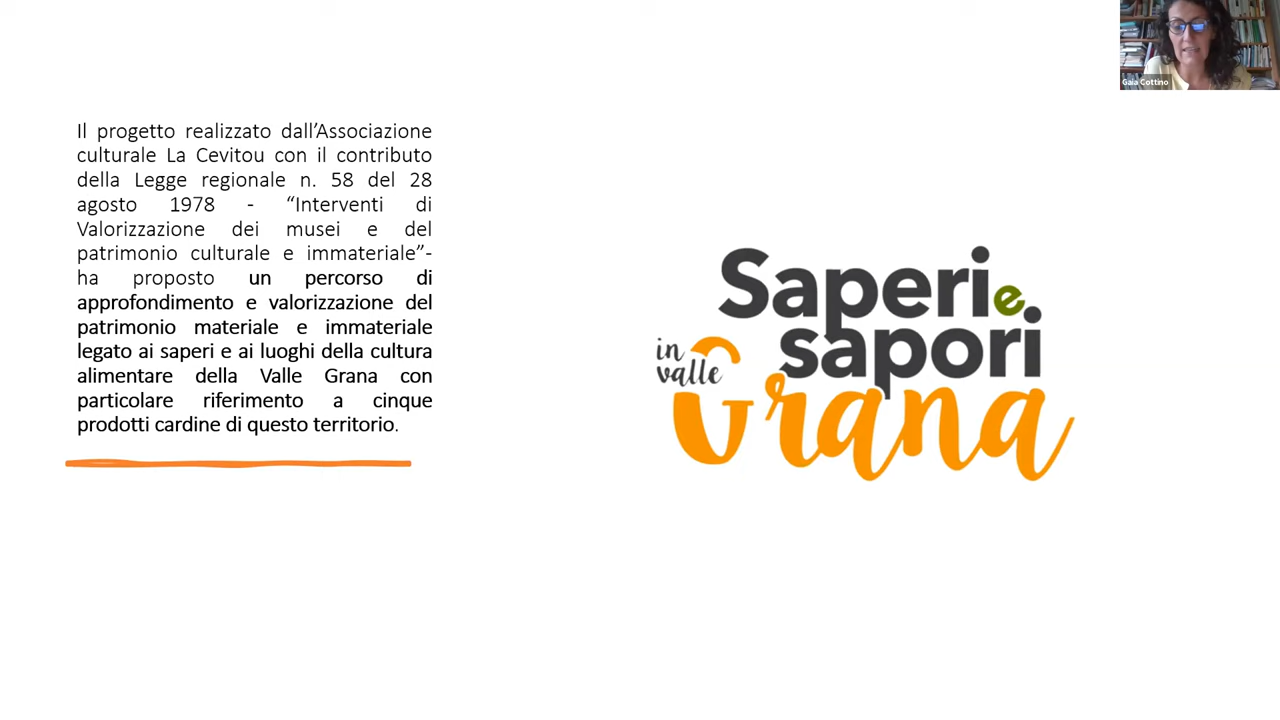 Gaia Cottino
Il progetto realizzato dall’Associazione
culturale La Cevitou con il contributo
della Legge regionale n. 58 del 28
agosto 1978 - “Interventi di
Valorizzazione dei musei e del
patrimonio culturale e immateriale”-
ha proposto un percorso di
approfondimento e valorizzazione del
patrimonio materiale e immateriale
legato ai saperi e ai luoghi della cultura
alimentare della Valle Grana con
particolare riferimento a cinque
prodotti cardine di questo territorio.
Saperi e
sapori
in
valle
Grana